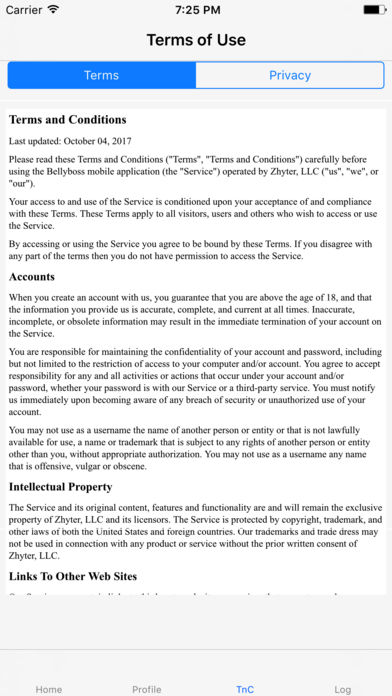 Carrier 7:25 PM
Terms of Use
Terms Privacy
Terms and Conditions
Last updated: October 04, 2017
Please read these Terms and Conditions ("Terms", "Terms and Conditions") carefully before
using the Bellyboss mobile application (the "Service") operated by Zhyter, LLC ("us", "we", or
"our").
Your access to and use of the Service is conditioned upon your acceptance of and compliance
with these Terms. These Terms apply to all visitors, users and others who wish to access or use
the Service.
By accessing or using the Service you agree to be bound by these Terms. If you disagree with
any part of the terms then you do not have permission to access the Service.
Accounts
When you create an account with us, you guarantee that you are above the age of 18, and that
the information you provide us is accurate, complete, and current at all times. Inaccurate,
incomplete, or obsolete information may result in the immediate termination of your account on
the Service.
You are responsible for maintaining the confidentiality of your account and password, including
but not limited to the restriction of access to your computer and/or account. You agree to accept
responsibility for any and all activities or actions that occur under your account and/or
password, whether your password is with our Service or a third-party service. You must notify
us immediately upon becoming aware of any breach of security or unauthorized use of your
account.
You may not use as a username the name of another person or entity or that is not lawfully
available for use, a name or trademark that is subject to any rights of another person or entity
other than you, without appropriate authorization. You may not use as a username any name
that is offensive, vulgar or obscene.
Intellectual Property
The Service and its original content, features and functionality are and will remain the exclusive
property of Zhyter, LLC and its licensors. The Service is protected by copyright, trademark, and
other laws of both the United States and foreign countries. Our trademarks and trade dress may
not be used in connection with any product or service without the prior written consent of
Zhyter, LLC.
Links To Other Web Sites
Home Profile TnC Log